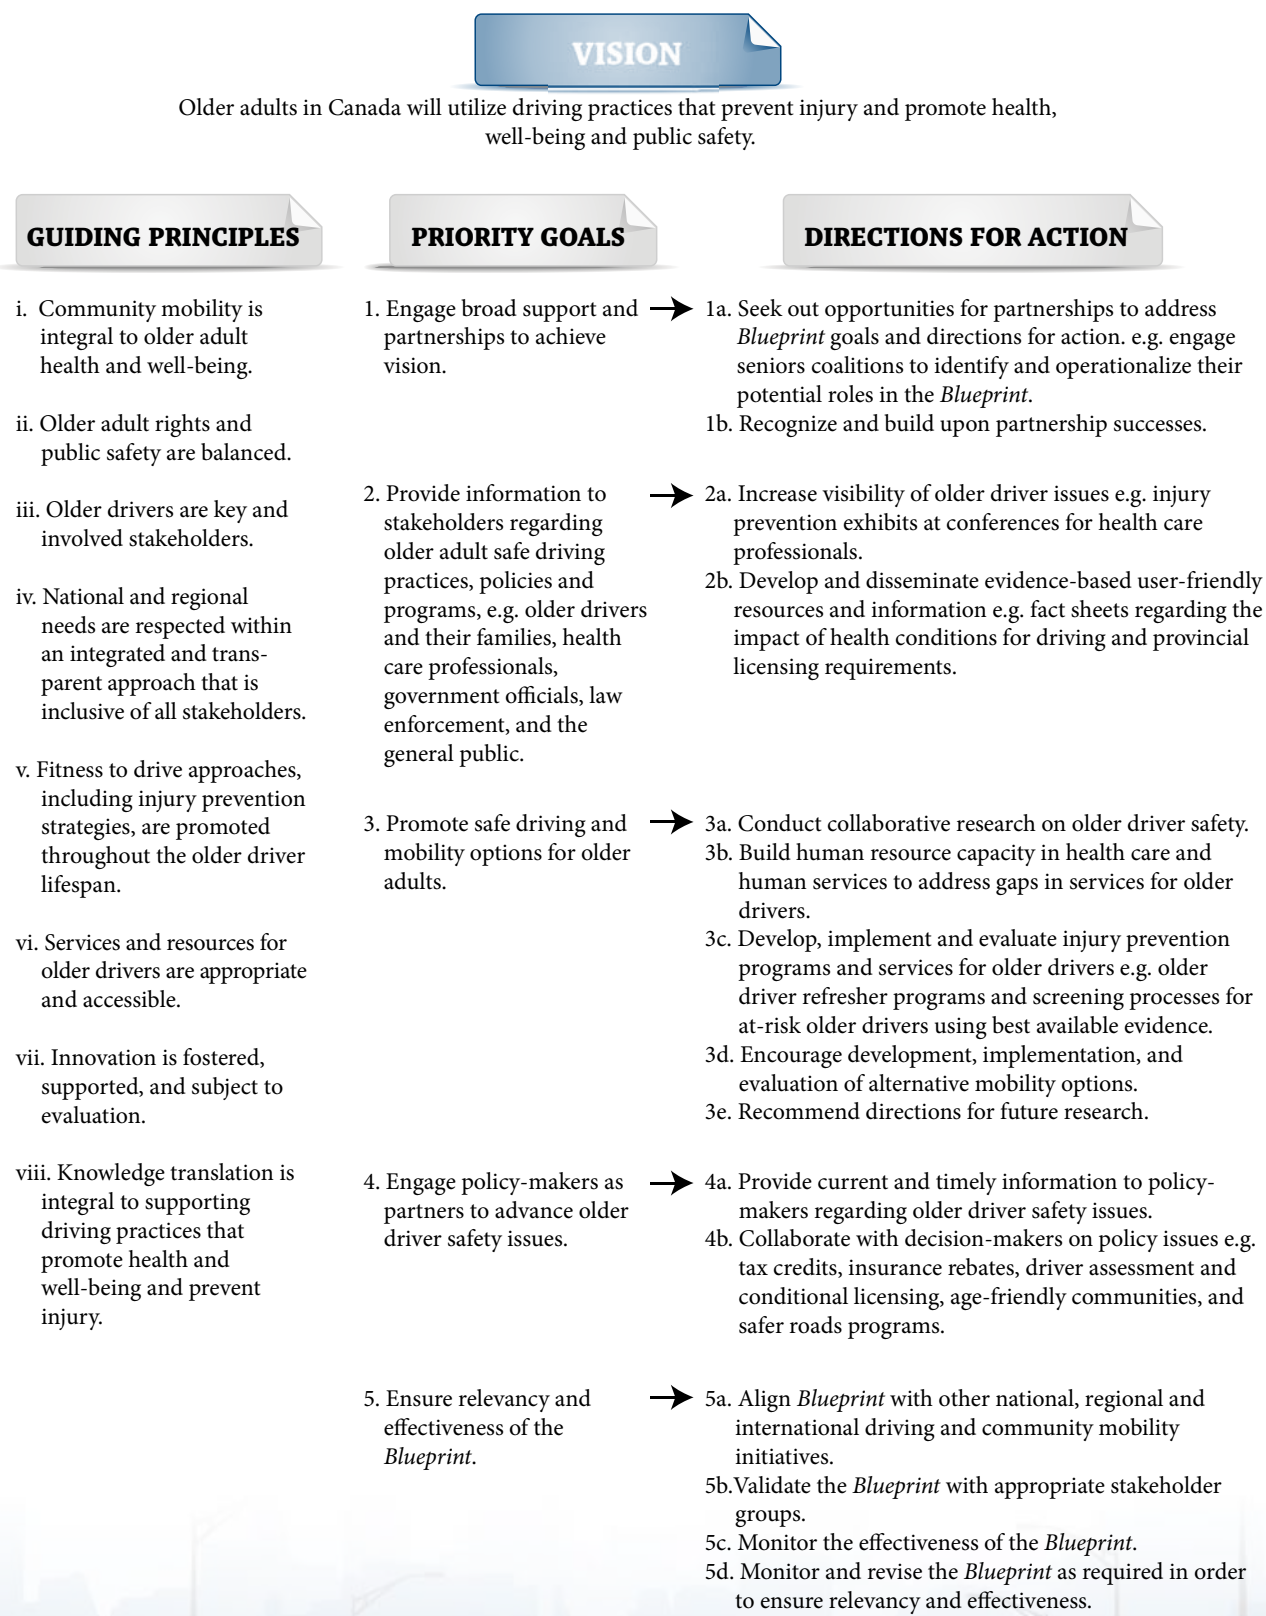 VISION
Older adults in Canada will utilize driving practices that prevent injury and promote health,
well-being and public safety.
GUIDING PRINCIPLES
i. Community mobility is
integral to older adult
health and well-being.
ii. Older adult rights and
public safety are balanced.
iii. Older drivers are key and
involved stakeholders.
iv. National and regional
needs are respected within
an integrated and trans-
parent approach that is
inclusive of all stakeholders.
v. Fitness to drive approaches,
including injury prevention
strategies, are promoted
throughout the older driver
lifespan.
vi. Services and resources for
older drivers are appropriate
and accessible.
vii. Innovation is fostered,
supported, and subject to
evaluation.
viii. Knowledge translation is
integral to supporting
driving practices that
promote health and
well-being and prevent
injury.
PRIORITY GOALS
1. Engage broad support and
partnerships to achieve
vision.
2. Provide information to
stakeholders regarding
older adult safe driving
practices, policies and
programs, e.g. older drivers
and their families, health
care professionals,
government officials, law
enforcement, and the
general public.
3. Promote safe driving and
mobility options for older
adults.
4. Engage policy-makers as
partners to advance older
driver safety issues.
5. Ensure relevancy and
effectiveness of the
Blueprint.
DIRECTIONS FOR ACTION
1a. Seek out opportunities for partnerships to address
Blueprint goals and directions for action. e.g. engage
seniors coalitions to identify and operationalize their
potential roles in the Blueprint.
1b. Recognize and build upon partnership successes.
2a. Increase visibility of older driver issues e.g. injury
prevention exhibits at conferences for health care
professionals.
2b. Develop and disseminate evidence-based user-friendly
resources and information e.g. fact sheets regarding the
impact of health conditions for driving and provincial
licensing requirements.
3a. Conduct collaborative research on older driver safety.
3b. Build human resource capacity in health care and
human services to address gaps in services for older
drivers.
3c. Develop, implement and evaluate injury prevention
programs and services for older drivers e.g. older
driver refresher programs and screening processes for
at-risk older drivers using best available evidence.
3d. Encourage development, implementation, and
evaluation of alternative mobility options.
3e. Recommend directions for future research.
4a. Provide current and timely information to policy-
makers regarding older driver safety issues.
4b. Collaborate with decision-makers on policy issues e.g.
tax credits, insurance rebates, driver assessment and
conditional licensing, age-friendly communities, and
safer roads programs.
5a. Align Blueprint with other national, regional and
international driving and community mobility
initiatives.
5b.Validate the Blueprint with appropriate stakeholder
groups.
5c. Monitor the effectiveness of the Blueprint.
5d. Monitor and revise the Blueprint as required in order
to ensure relevancy and effectiveness.